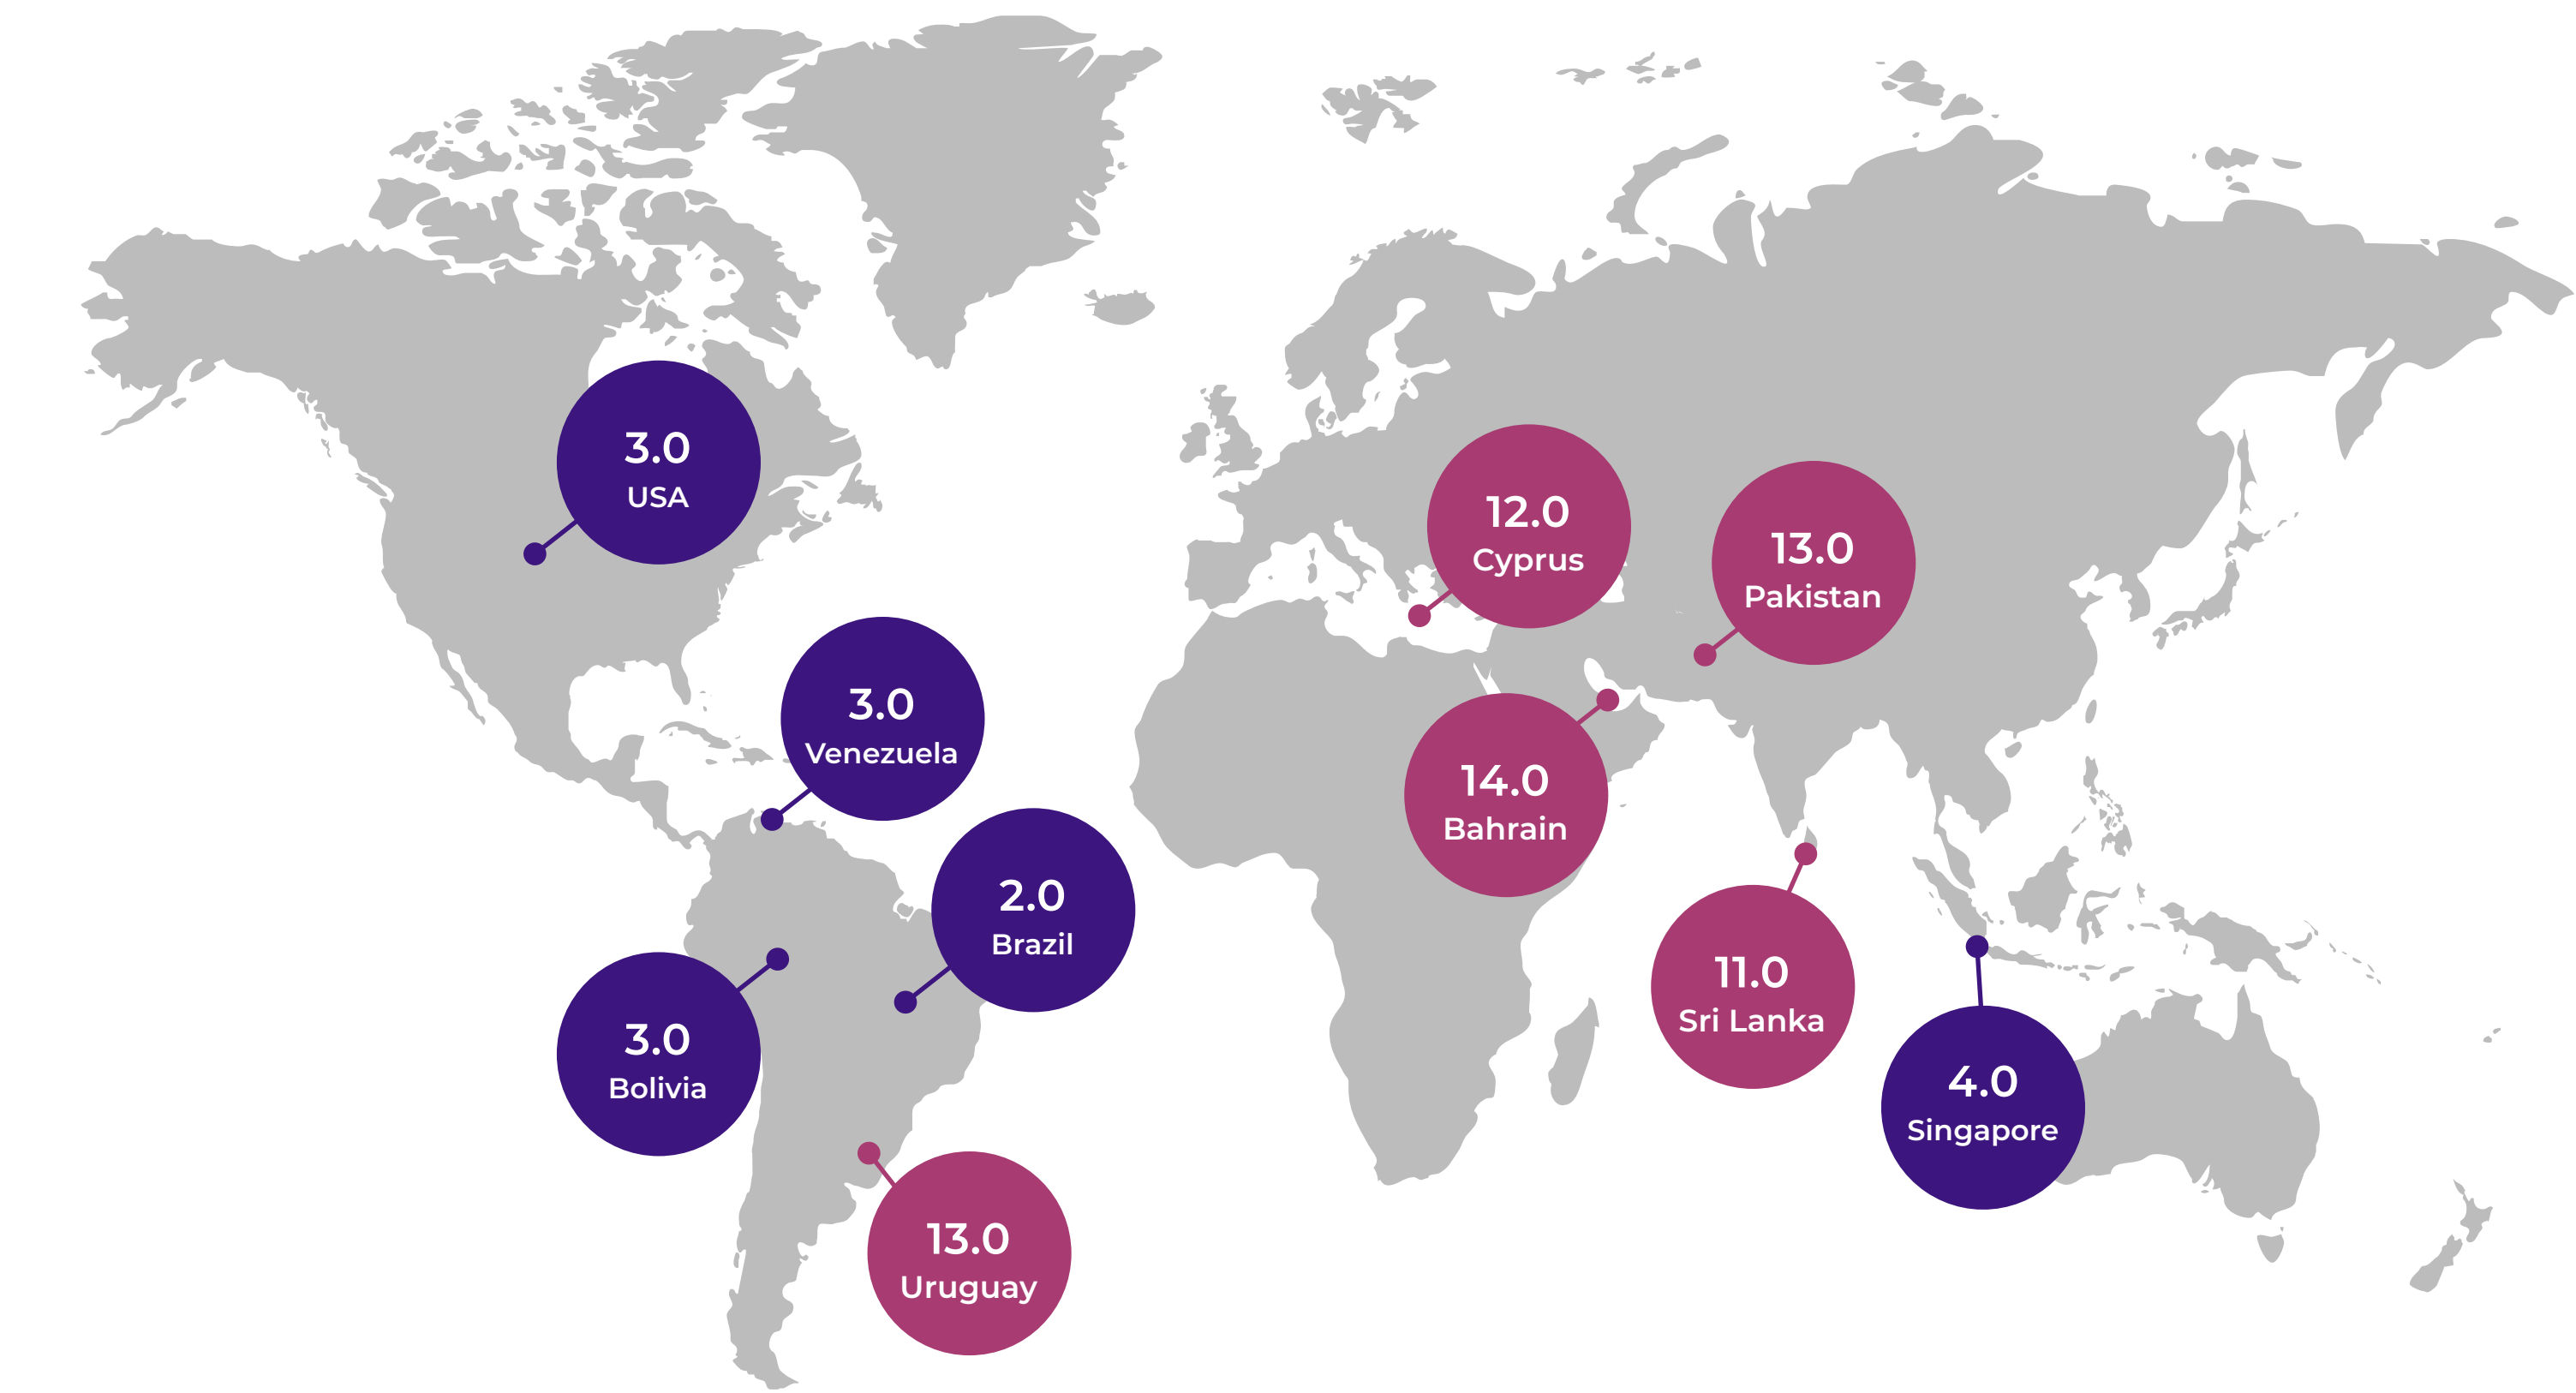 3.0
USA
12.0
Cyprus
13.0
Pakistan
3.0
Venezuela
14.0
Bahrain
2.0
Brazil
11.0
Sri Lanka
3.0
Bolivia
4.0
Singapore
13.0
Uruguay